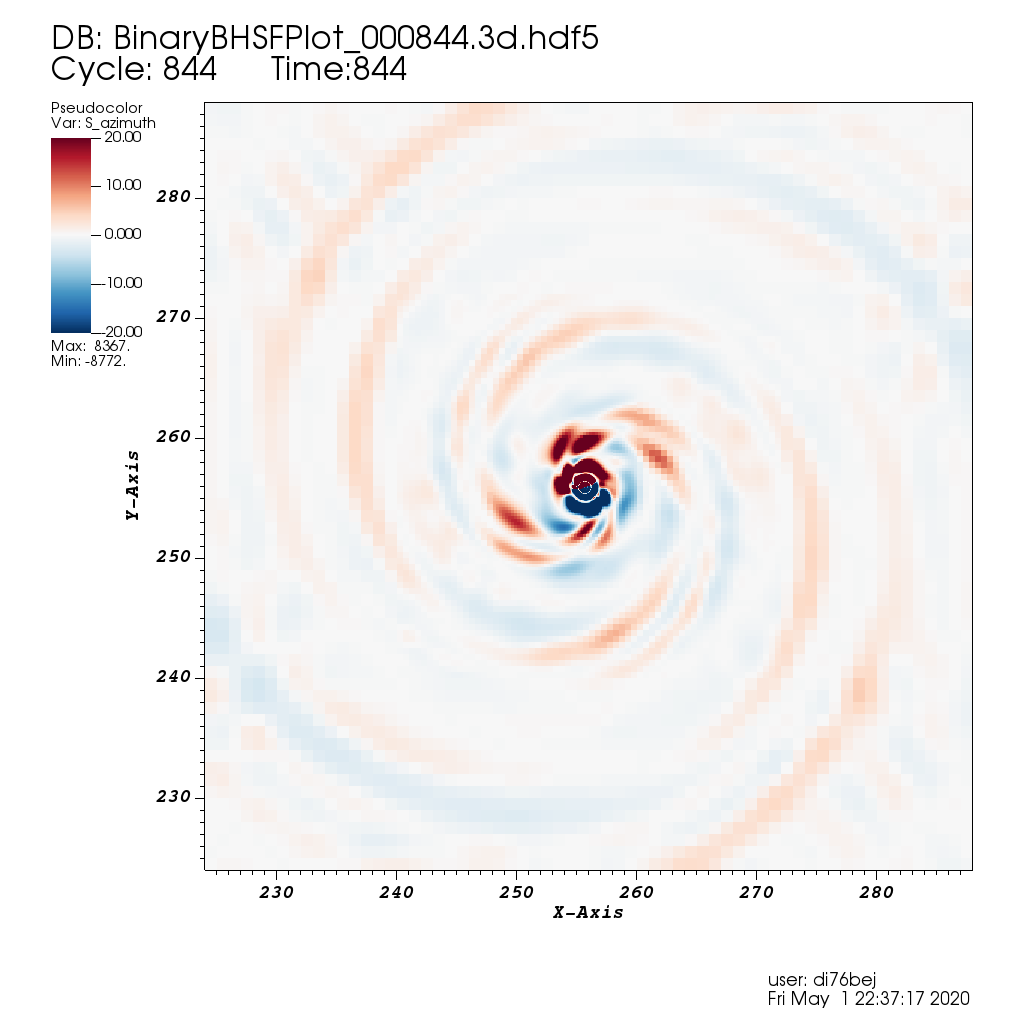 DB: BinaryBHSFPlot_000844.3d.hdf5
Cycle: 844 Time:844
Pseudocolor
Var: S_azimuth
20.00
10.00
0.000
-10.00
-20.00
Max: 8367.
Min: -8772.
280
270
260
250
240
230
Y-Axis
230 240 250 260 270 280
X-Axis
user: di76bej
Fri May 1 22:37:17 2020